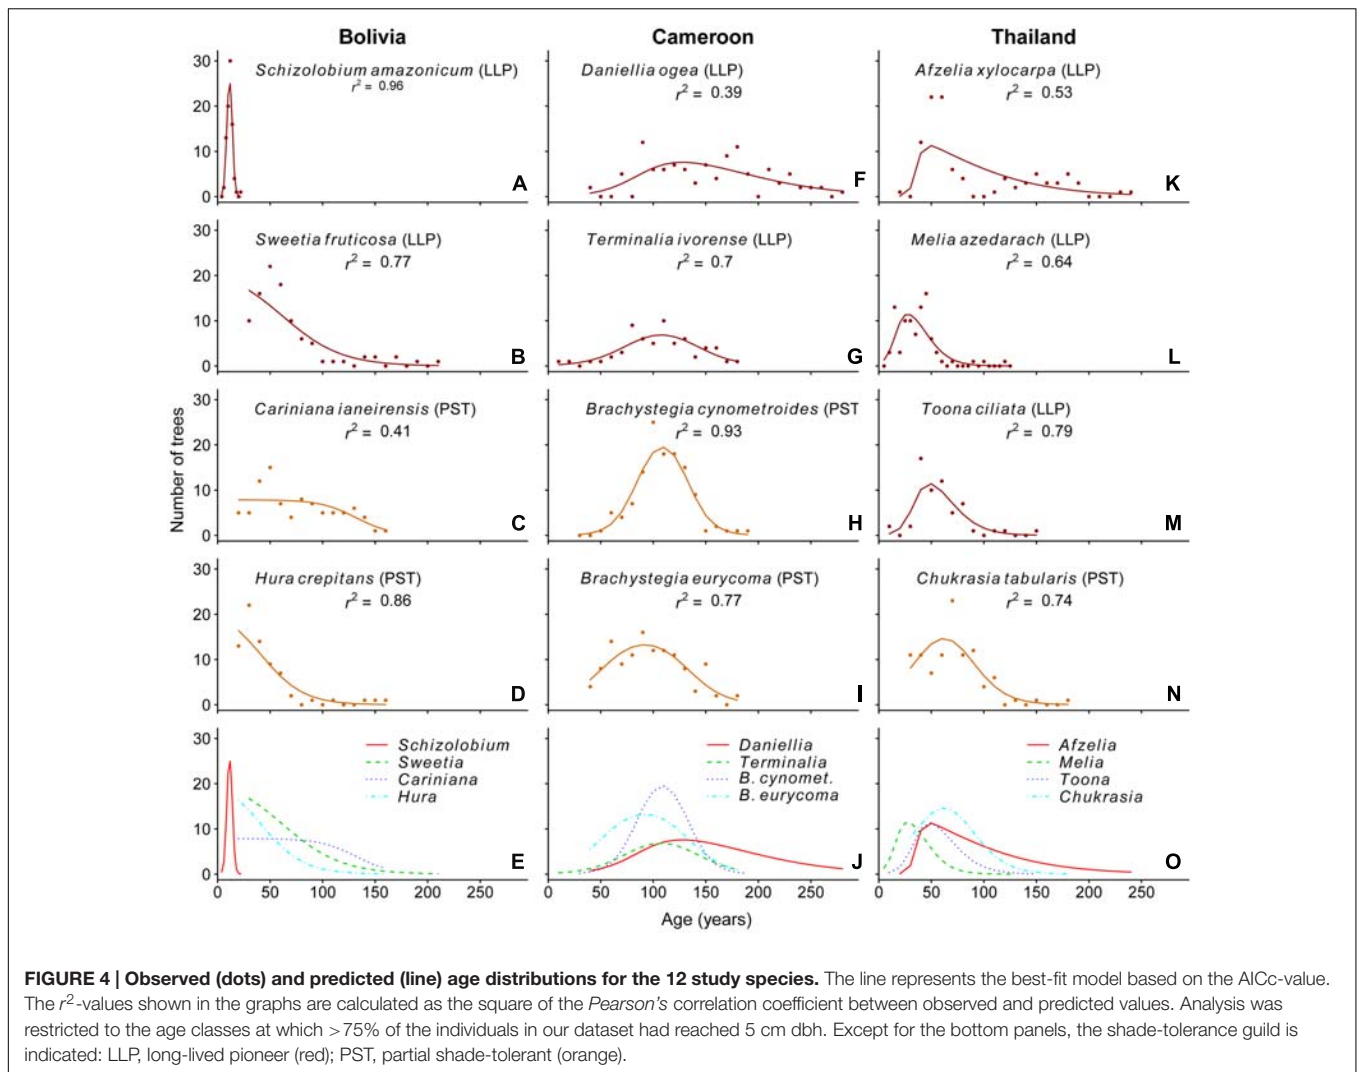 Bolivia
Cameroon
Thailand
Number of trees
30
20
10
0
Schizolobium amazonicum (LLP)
r² = 0.96
A
Daniellia ogea (LLP)
r² = 0.39
F
Afzelia xylocarpa (LLP)
r² = 0.53
K
30
20
10
0
Sweetia fruticosa (LLP)
r² = 0.77
B
Terminalia ivorense (LLP)
r² = 0.7
G
Melia azedarach (LLP)
r² = 0.64
L
30
20
10
0
Cariniana ianeirensis (PST)
r² = 0.41
C
Brachystegia cynometroides (PST
r² = 0.93
H
Toona ciliata (LLP)
r² = 0.79
M
30
20
10
0
Hura crepitans (PST)
r² = 0.86
D
Brachystegia eurycoma (PST)
r² = 0.77
I
Chukrasia tabularis (PST)
r² = 0.74
N
30
20
10
0
Schizolobium
Sweetia
Cariniana
Hura
E
Daniellia
Terminalia
B. cynomet.
B. eurycoma
J
Afzelia
Melia
Toona
Chukrasia
O
0 50 100 150 200 250
0 50 100 150 200 250
0 50 100 150 200 250
Age (years)
FIGURE 4 | Observed (dots) and predicted (line) age distributions for the 12 study species. The line represents the best-fit model based on the AICc-value.
The r²-values shown in the graphs are calculated as the square of the Pearson's correlation coefficient between observed and predicted values. Analysis was
restricted to the age classes at which >75% of the individuals in our dataset had reached 5 cm dbh. Except for the bottom panels, the shade-tolerance guild is
indicated: LLP, long-lived pioneer (red); PST, partial shade-tolerant (orange).